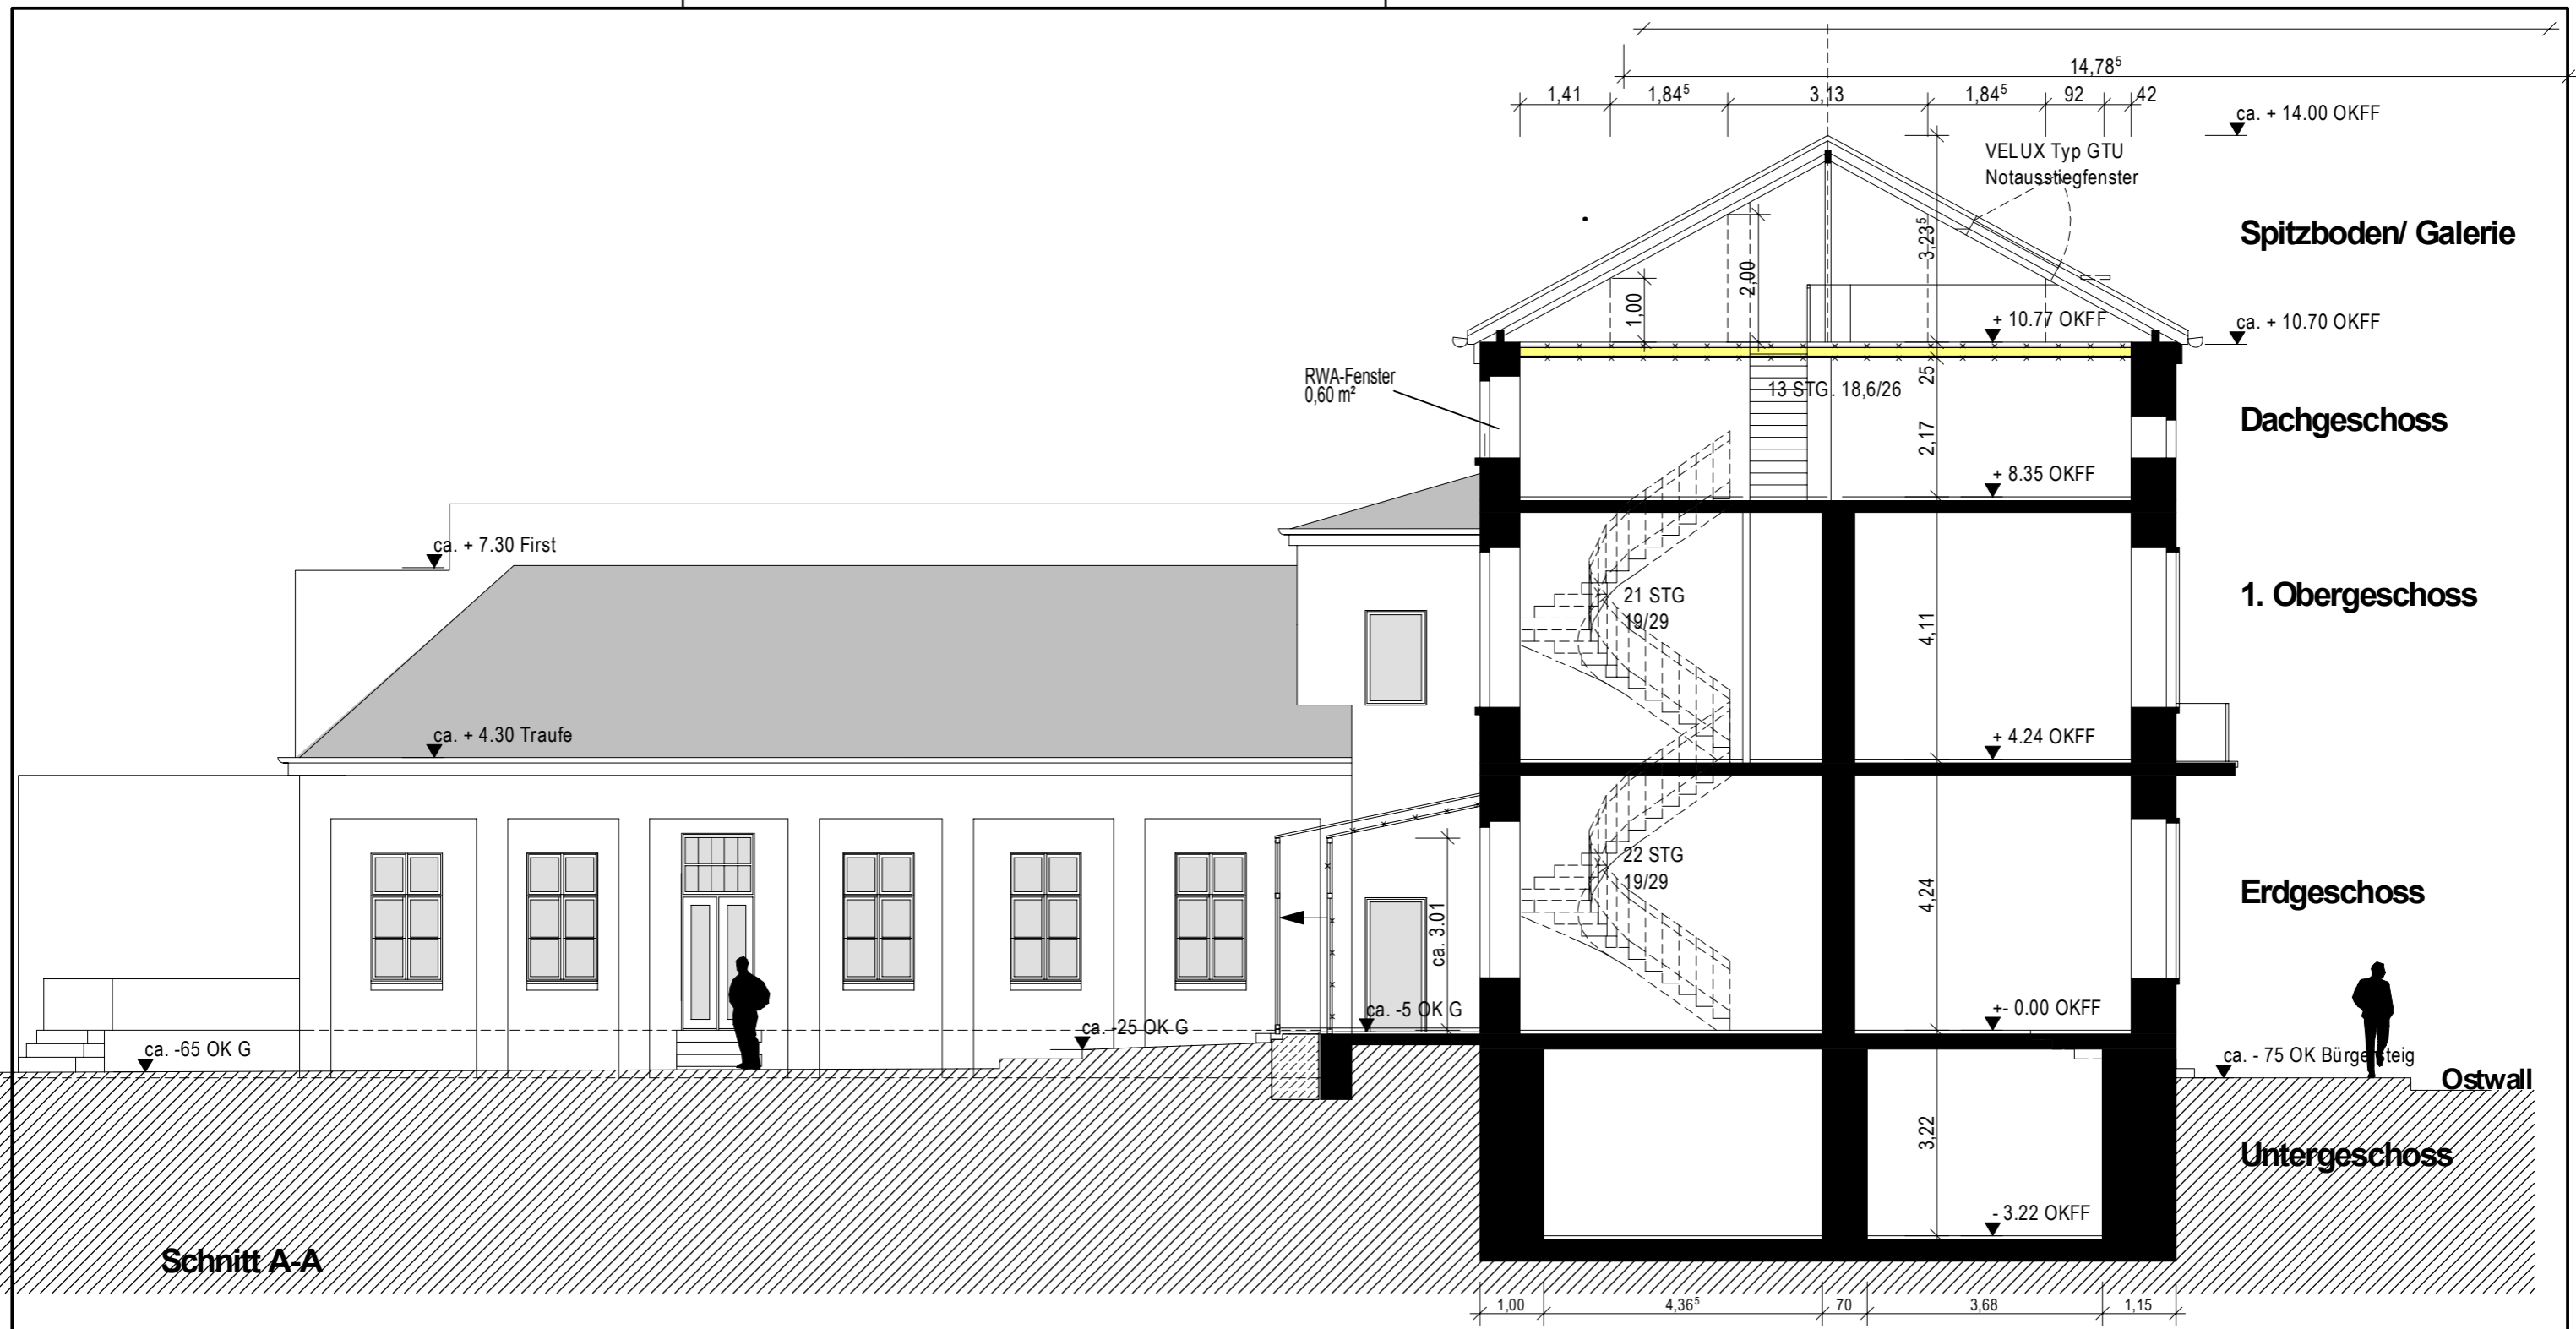 14,78⁵
1,41 1,84⁵ 3,13 1,84⁵ 92 42
ca. + 14.00 OKFF
VELUX Typ GTU
Notausstiegfenster
Spitzboden/ Galerie
3,23⁵
2,00
1,00
+ 10.77 OKFF
ca. + 10.70 OKFF
RWA-Fenster
0,60 m²
13 STG. 18,6/26
25
Dachgeschoss
2,17
+ 8.35 OKFF
ca. + 7.30 First
21 STG
19/29
1. Obergeschoss
4,11
ca. + 4.30 Traufe
+ 4.24 OKFF
22 STG
19/29
4,24
Erdgeschoss
ca. 3.01
ca. -5 OK G
+- 0.00 OKFF
ca. -25 OK G
ca. -65 OK G
ca. - 75 OK Bürgersteig
Ostwall
3,22
Untergeschoss
- 3.22 OKFF
Schnitt A-A
1,00 4,36⁵ 70 3,68 1,15